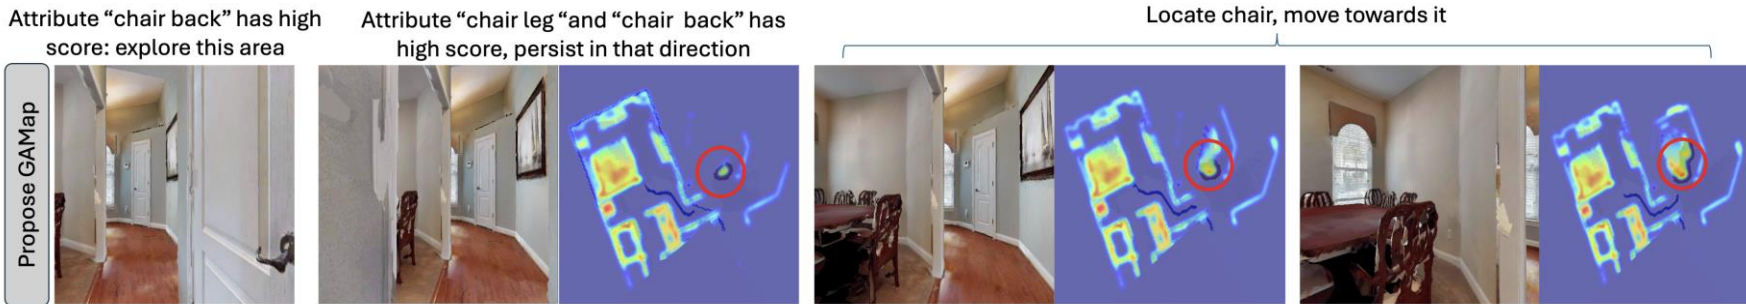 Attribute “chair back” has high
score: explore this area
Attribute “chair leg “and “chair  back” has
high score, persist in that direction
Locate chair, move towards it
Propose GAMap